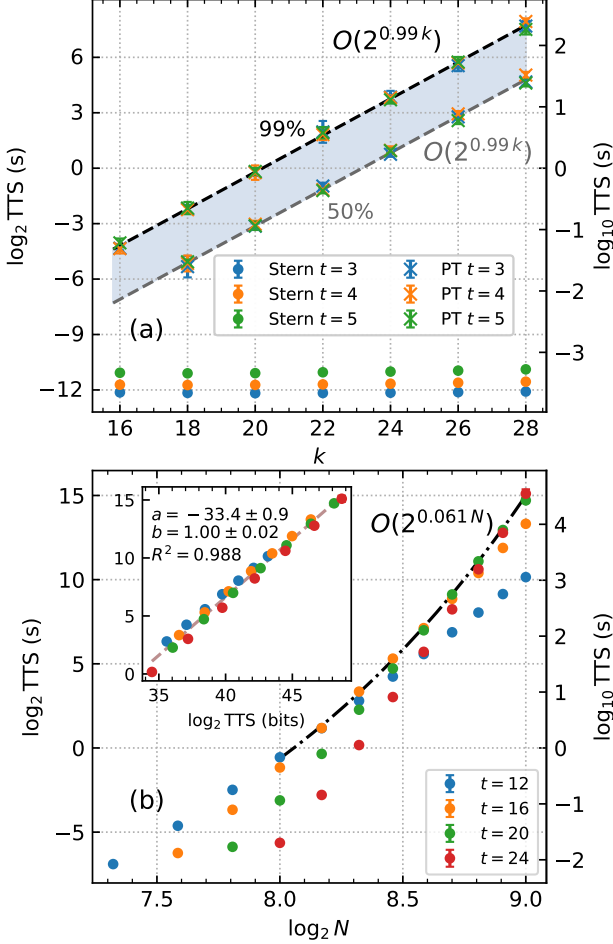 6
3
0
−3
−6
−9
−12
log₂ TTS (s)
2
1
0
−1
−2
−3
log₁₀ TTS (s)
O(2^{0.99 k})
99%
O(2^{0.99 k})
50%
Stern t = 3
Stern t = 4
Stern t = 5
PT t = 3
PT t = 4
PT t = 5
(a)
16 18 20 22 24 26 28
k
15
10
5
0
−5
log₂ TTS (s)
4
3
2
1
0
−1
−2
log₁₀ TTS (s)
15
10
5
0
a = −33.4 ± 0.9
b = 1.00 ± 0.02
R² = 0.988
35 40 45
log₂ TTS (bits)
O(2^{0.061 N})
(b)
t = 12
t = 16
t = 20
t = 24
7.5 8.0 8.5 9.0
log₂ N